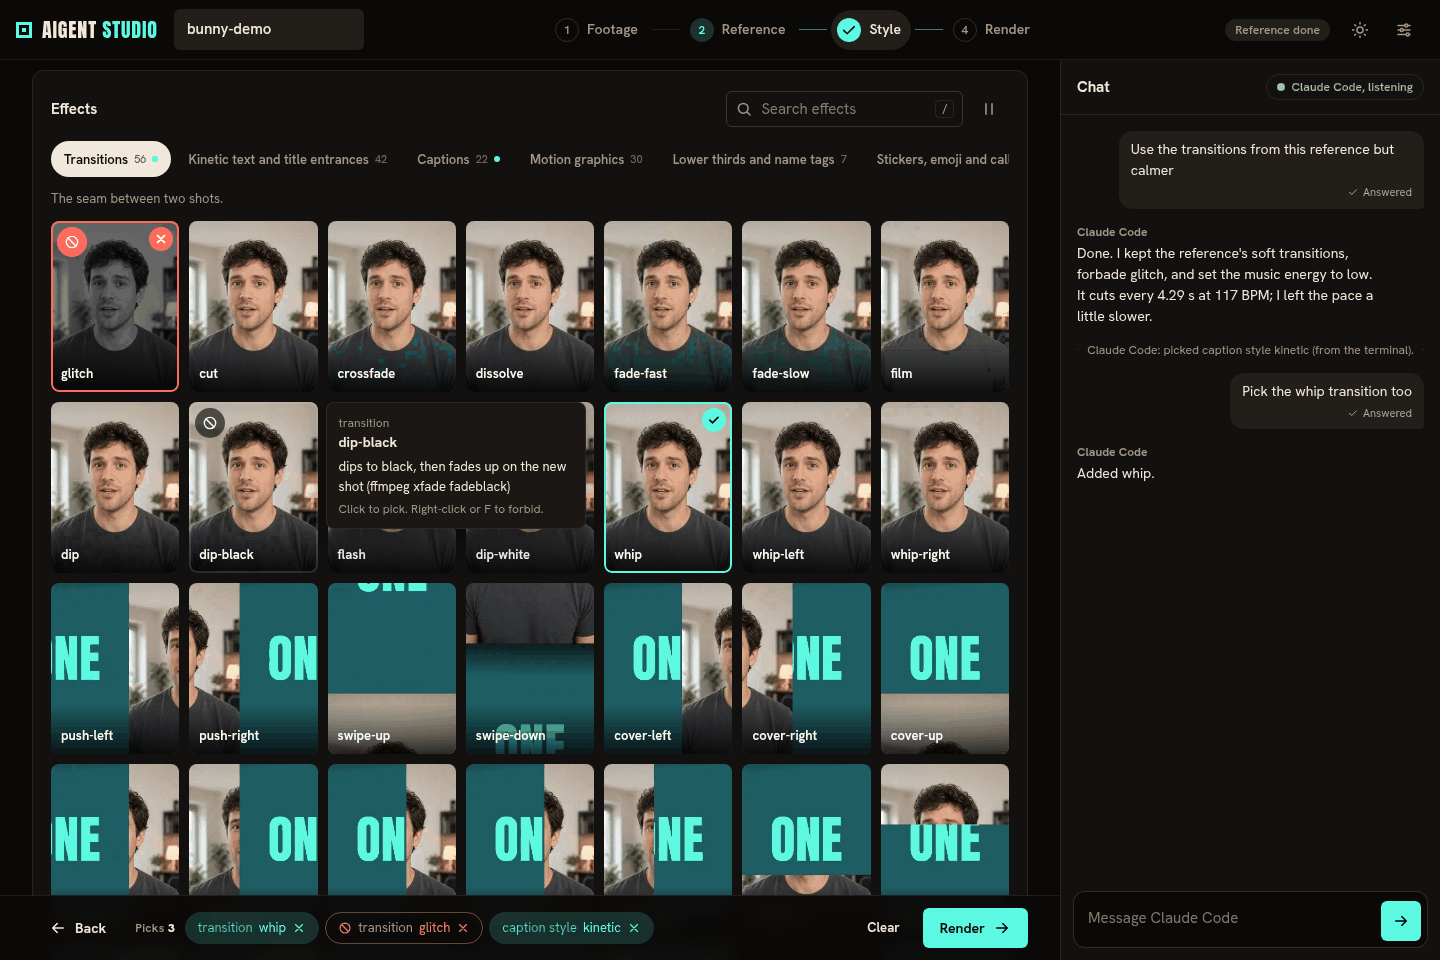 AIGENT STUDIO
bunny-demo
1 Footage
2 Reference
Style
4 Render
Reference done
Effects
Search effects /
Transitions 56
Kinetic text and title entrances 42
Captions 22
Motion graphics 30
Lower thirds and name tags 7
Stickers, emoji and call
The seam between two shots.
glitch
cut
crossfade
dissolve
fade-fast
fade-slow
film
dip
dip-black
transition
dip-black
dips to black, then fades up on the new
shot (ffmpeg xfade fadeblack)
Click to pick. Right-click or F to forbid.
flash
dip-white
whip
whip-left
whip-right
NE
ON
ONE
ON
NE
ONE
push-left
push-right
swipe-up
swipe-down
ONE
cover-left
cover-right
cover-up
NE
ON
ON
ON
NE
ONE
ONE
Back
Picks 3
transition whip
transition glitch
caption style kinetic
Clear
Render
Chat
Claude Code, listening
Use the transitions from this reference but
calmer
Answered
Claude Code
Done. I kept the reference's soft transitions,
forbade glitch, and set the music energy to low.
It cuts every 4.29 s at 117 BPM; I left the pace a
little slower.
Claude Code: picked caption style kinetic (from the terminal).
Pick the whip transition too
Answered
Claude Code
Added whip.
Message Claude Code